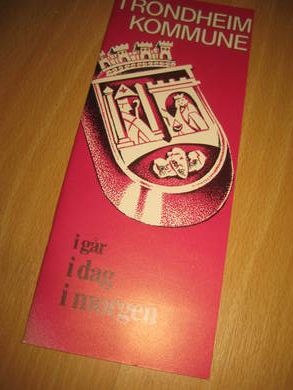 TRONDHEIM
KOMMUNE
i går
i dag
i morgen